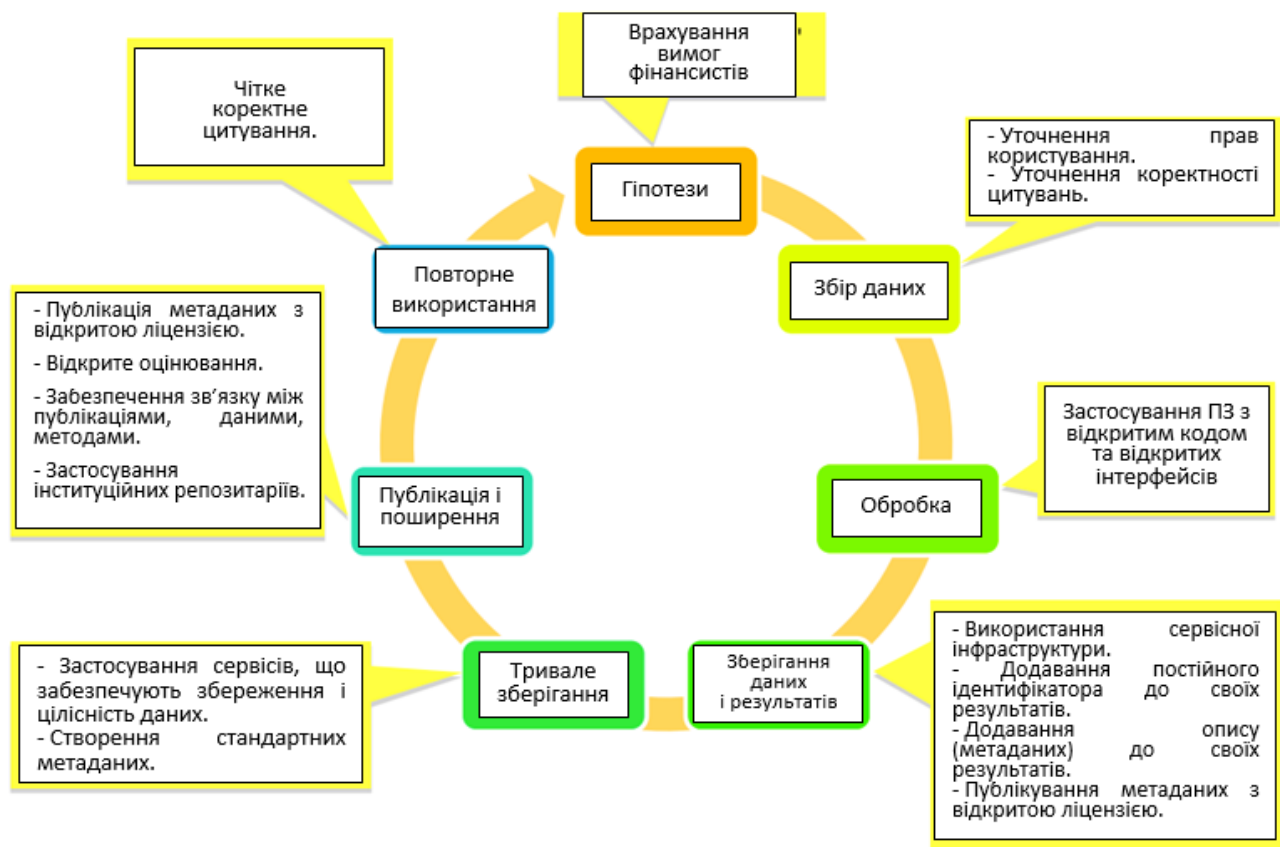 Врахування
вимог
фінансистів
Чітке
коректне
цитування.
- Уточнення прав
користування.
- Уточнення коректності
цитувань.
Гіпотези
Повторне
використання
Збір даних
- Публікація метаданих з
відкритою ліцензією.
- Відкрите оцінювання.
- Забезпечення зв’язку між
публікаціями, даними,
методами.
- Застосування
інституційних репозитаріїв.
Застосування ПЗ з
відкритим кодом
та відкритих
інтерфейсів
Публікація і
поширення
Обробка
- Застосування сервісів, що
забезпечують збереження і
цілісність даних.
- Створення стандартних
метаданих.
Тривале
зберігання
Зберігання
даних
і результатів
- Використання сервісної
інфраструктури.
- Додавання постійного
ідентифікатора до своїх
результатів.
- Додавання опису
(метаданих) до своїх
результатів.
- Публікування метаданих з
відкритою ліцензією.